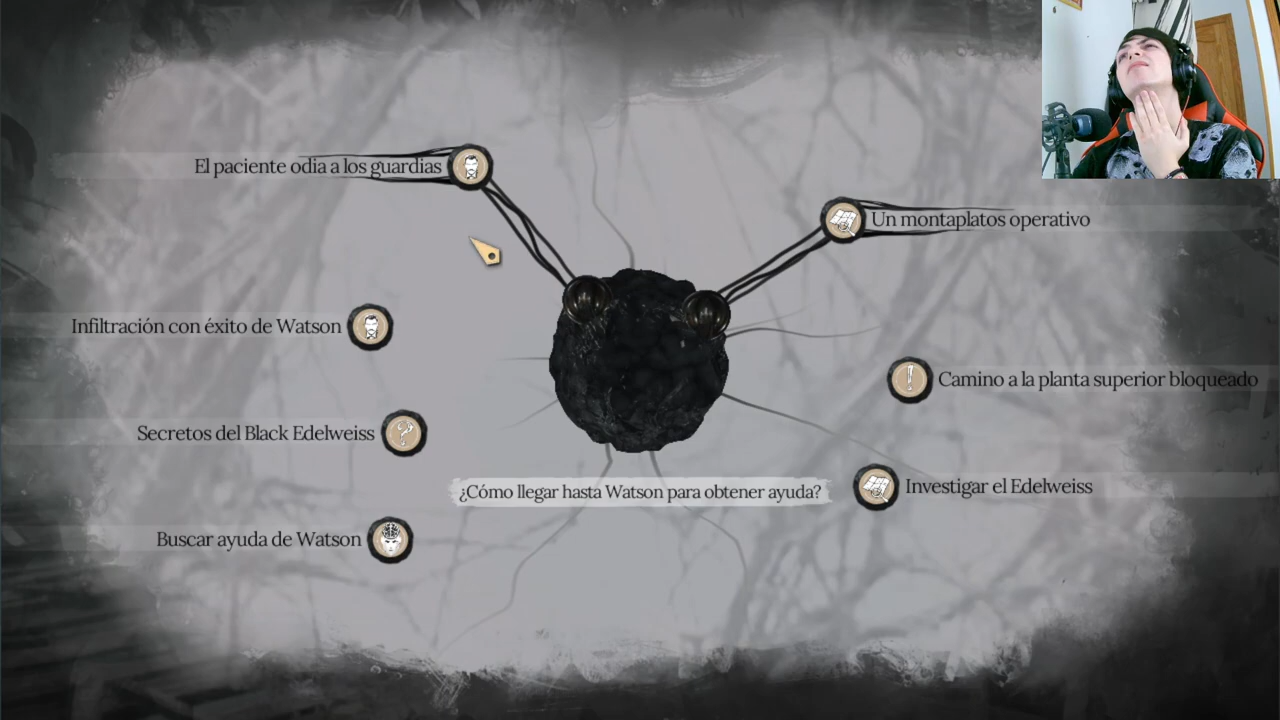 El paciente odia a los guardias
Un montaplatos operativo
Infiltración con éxito de Watson
Camino a la planta superior bloqueado
Secretos del Black Edelweiss
¿Cómo llegar hasta Watson para obtener ayuda?
Investigar el Edelweiss
Buscar ayuda de Watson